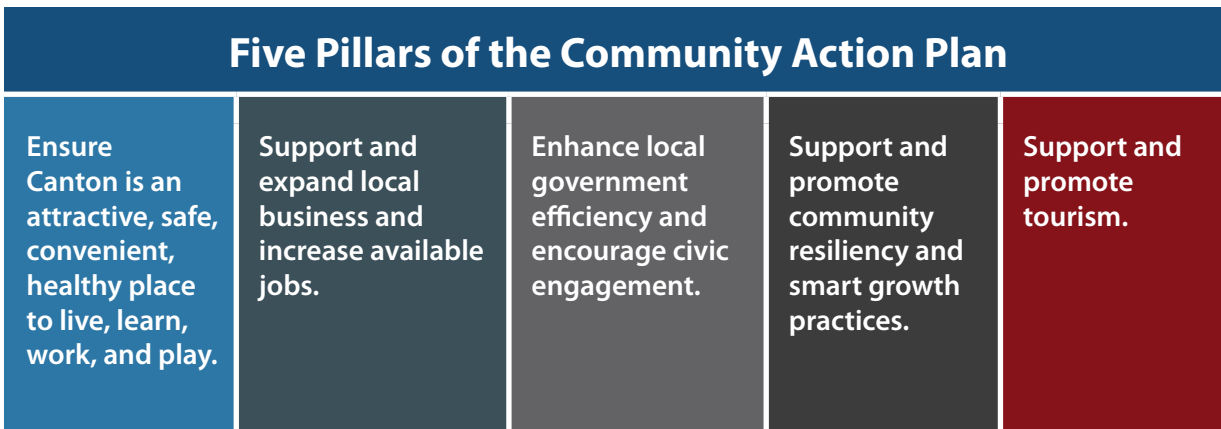 Five Pillars of the Community Action Plan
Ensure
Canton is an
attractive, safe,
convenient,
healthy place
to live, learn,
work, and play.
Support and
expand local
business and
increase available
jobs.
Enhance local
government
efficiency and
encourage civic
engagement.
Support and
promote
community
resiliency and
smart growth
practices.
Support and
promote
tourism.